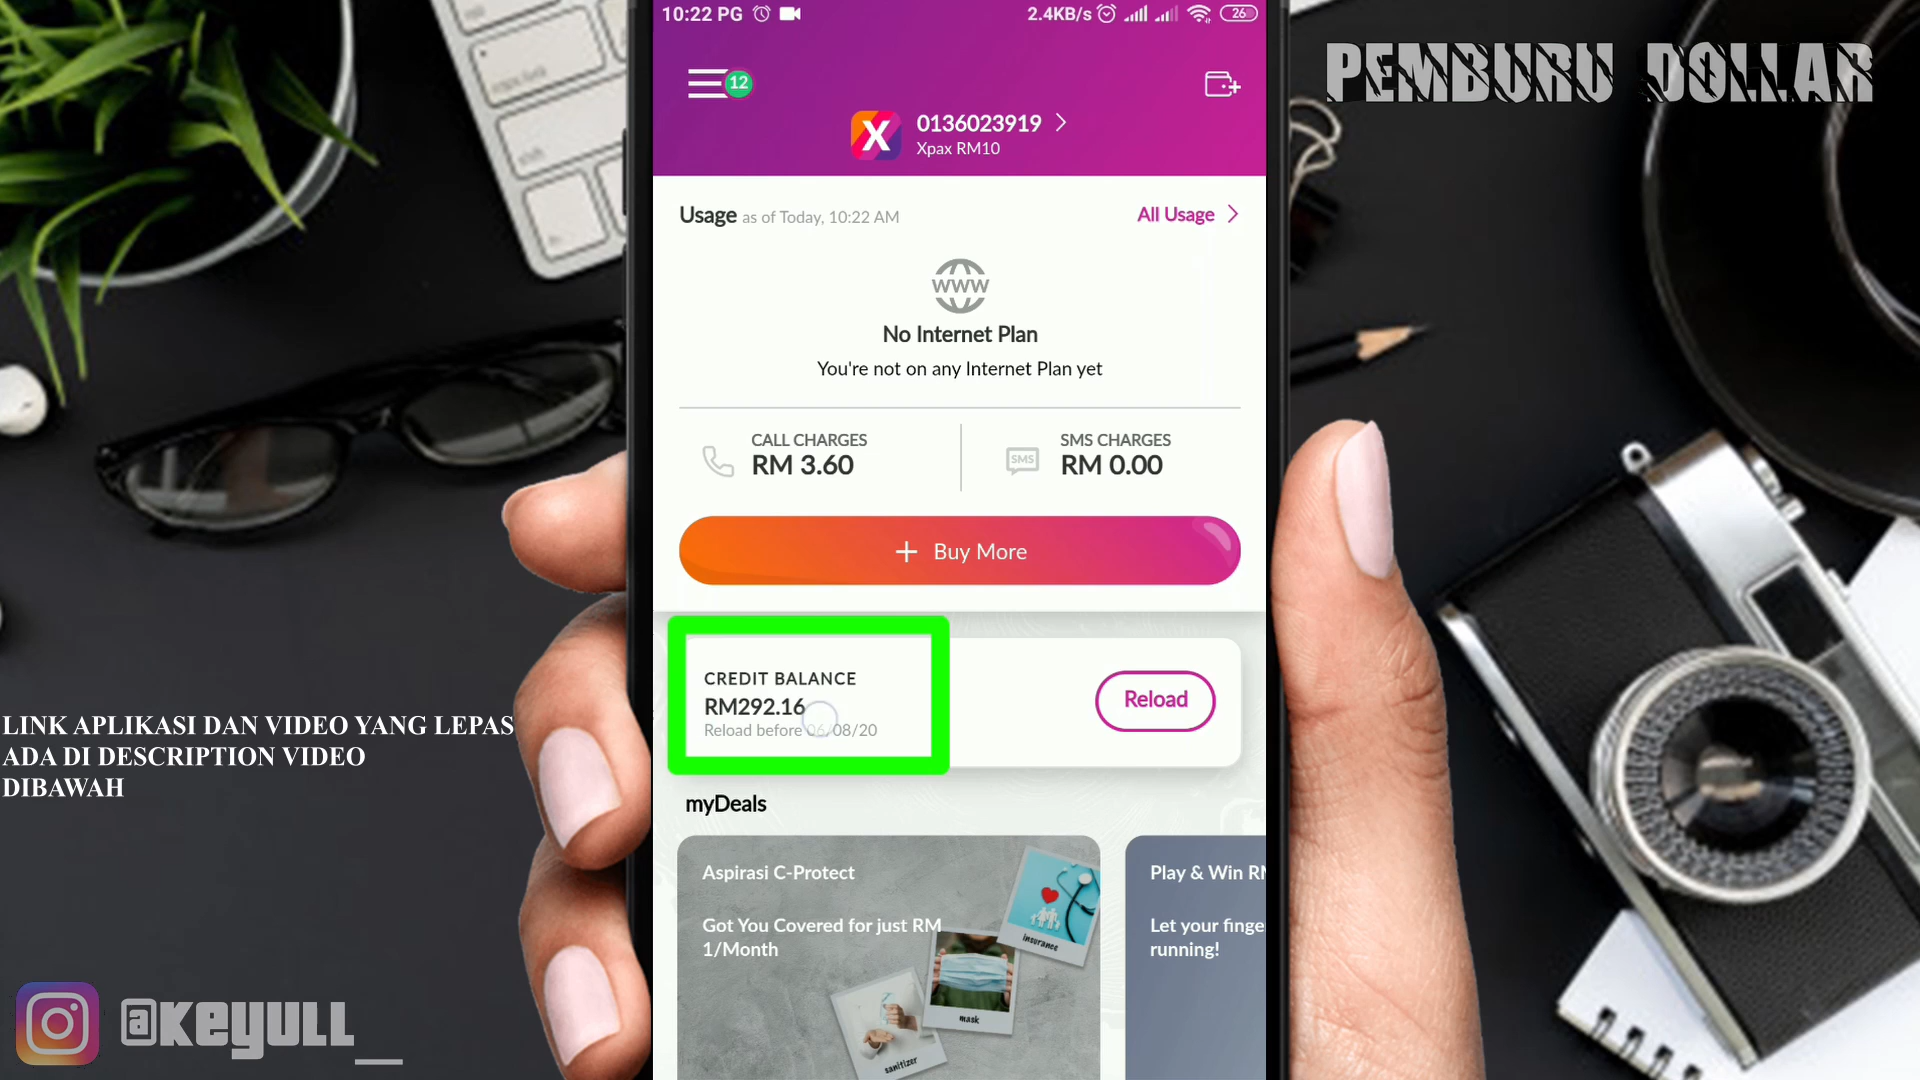 10:22 PG
2.4KB/s
26
PEMBURU DOLLAR
12
X
0136023919
Xpax RM10
Usage as of Today, 10:22 AM
All Usage
WWW
No Internet Plan
You're not on any Internet Plan yet
CALL CHARGES
RM 3.60
SMS
SMS CHARGES
RM 0.00
+ Buy More
CREDIT BALANCE
RM292.16
Reload before 06/08/20
Reload
LINK APLIKASI DAN VIDEO YANG LEPAS
ADA DI DESCRIPTION VIDEO
DIBAWAH
myDeals
Aspirasi C-Protect
Got You Covered for just RM
1/Month
insurance
mask
sanitizer
Play & Win RM
Let your finge
running!
@KEYULL__